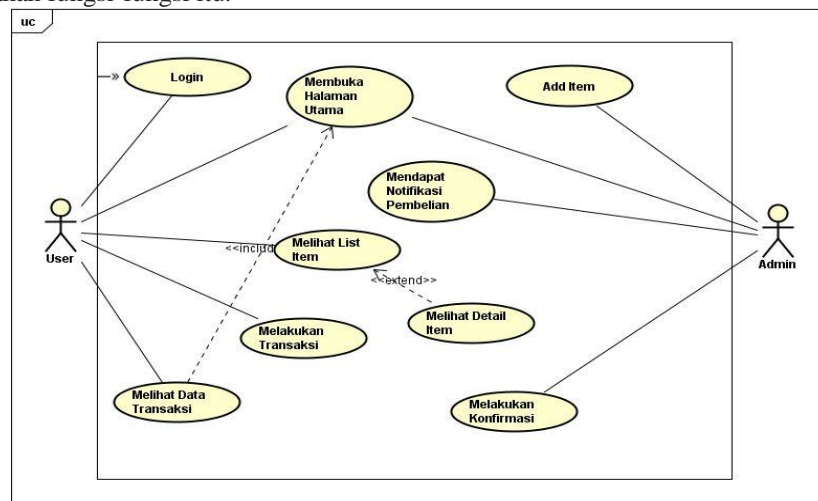 uc
Login
Membuka
Halaman
Utama
Add Item
Mendapat
Notifikasi
Pembelian
User
<<includ
Melihat List
Item
Admin
<<extend>>
Melihat Detail
Item
Melakukan
Transaksi
Melihat Data
Transaksi
Melakukan
Konfirmasi